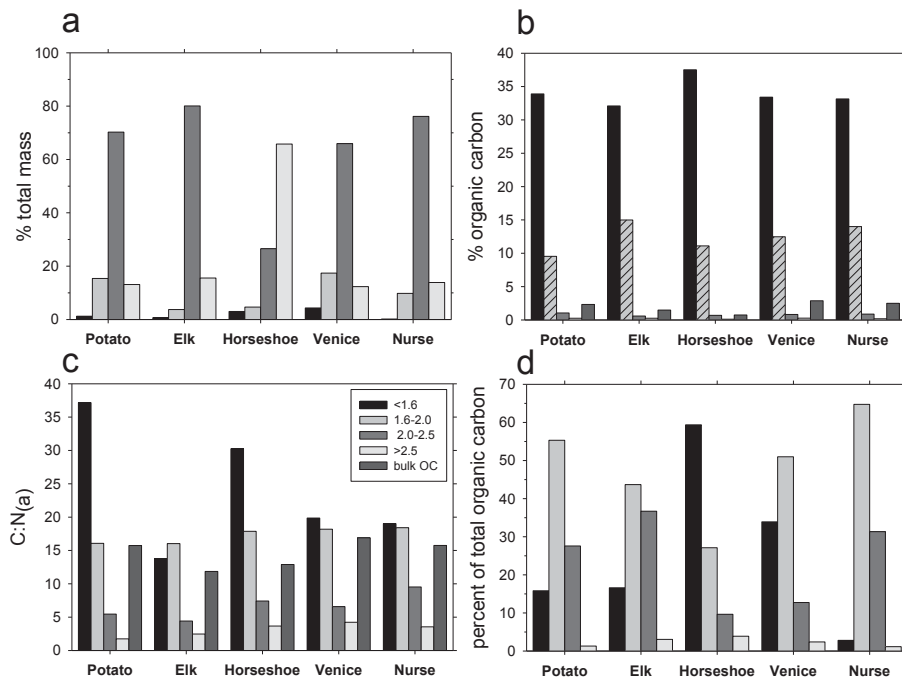 a
% total mass
100
80
60
40
20
0
Potato Elk Horseshoe Venice Nurse
b
% organic carbon
40
35
30
25
20
15
10
5
0
Potato Elk Horseshoe Venice Nurse
c
C:N(a)
40
35
30
25
20
15
10
5
0
<1.6
1.6-2.0
2.0-2.5
>2.5
bulk OC
Potato Elk Horseshoe Venice Nurse
d
percent of total organic carbon
70
60
50
40
30
20
10
0
Potato Elk Horseshoe Venice Nurse